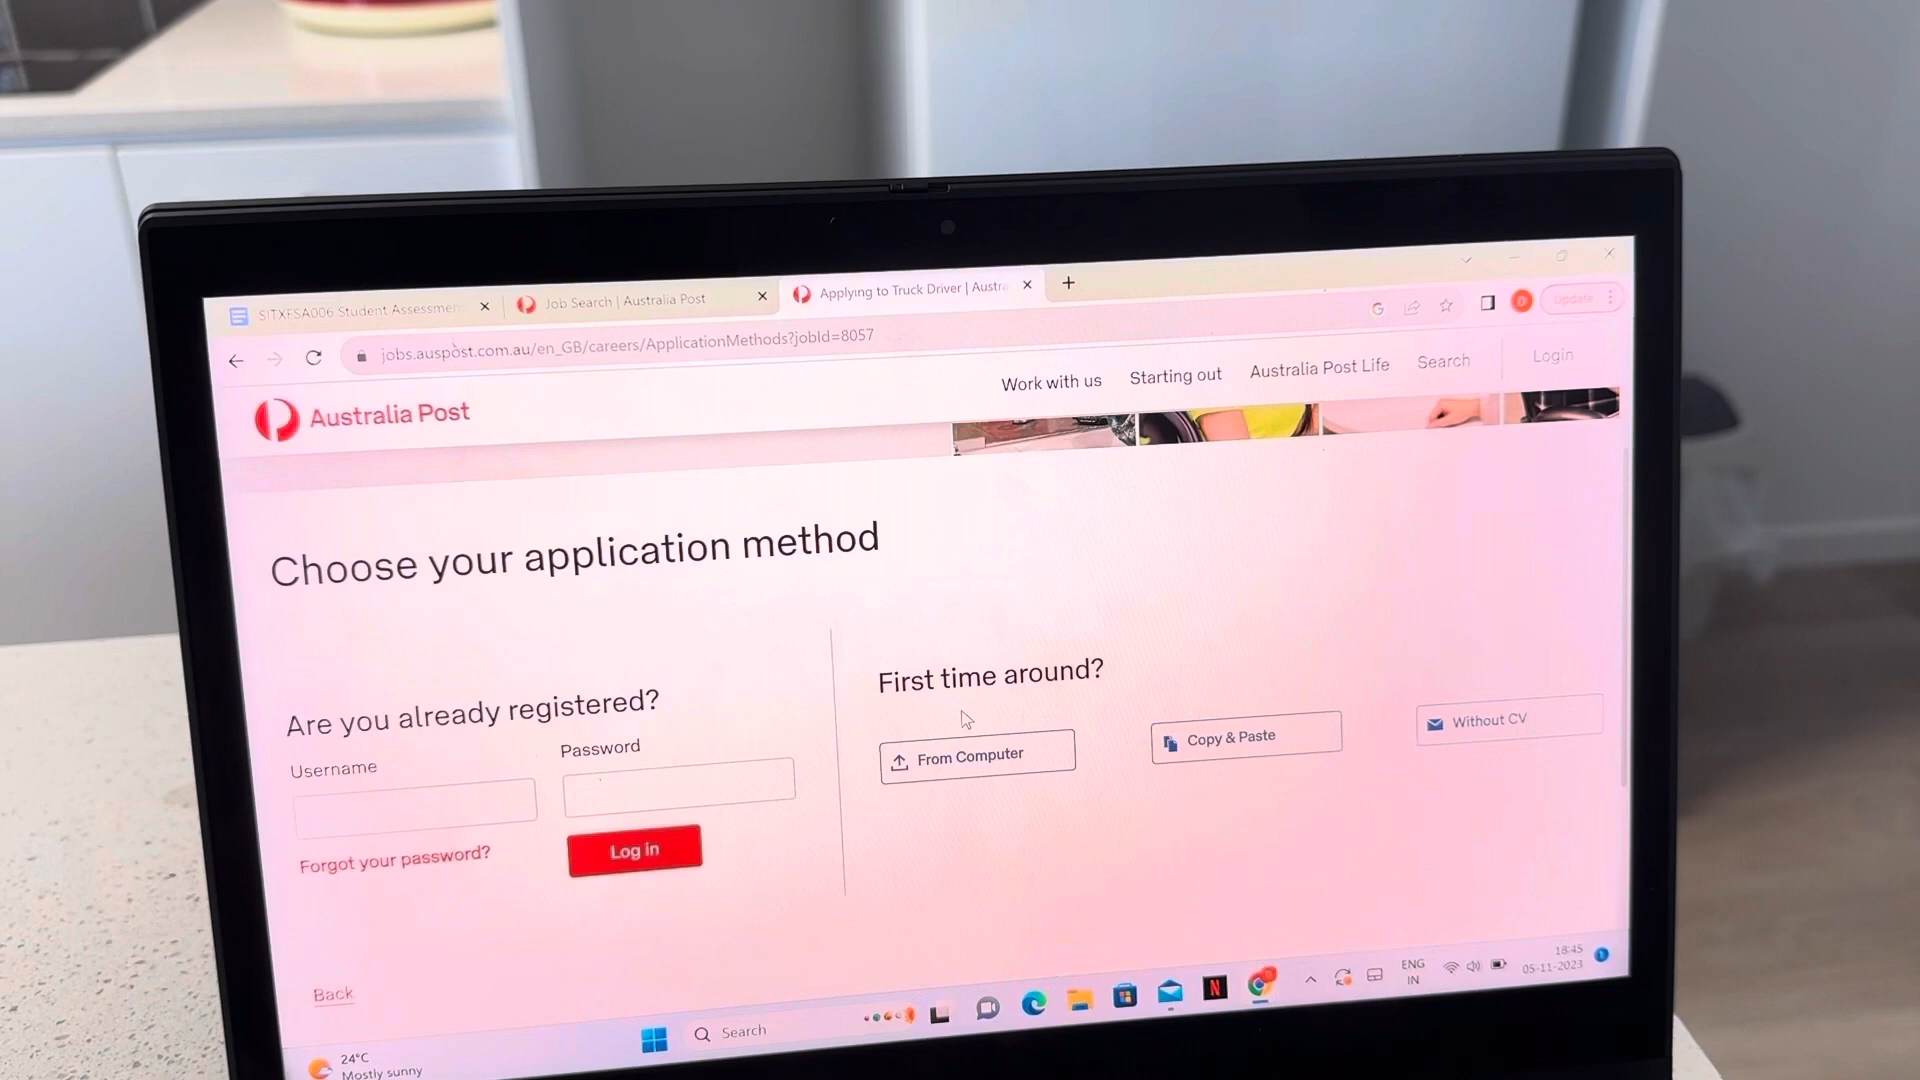 SITXFSA006 Student Assessmen
Job Search | Australia Post
Applying to Truck Driver | Austra
jobs.auspost.com.au/en_GB/careers/ApplicationMethods?jobId=8057
Update
Australia Post
Work with us
Starting out
Australia Post Life
Search
Login
Choose your application method
Are you already registered?
Username
Password
Forgot your password?
Log in
First time around?
From Computer
Copy & Paste
Without CV
Back
24°C
Mostly sunny
Search
N
ENG
IN
18:45
05-11-2023